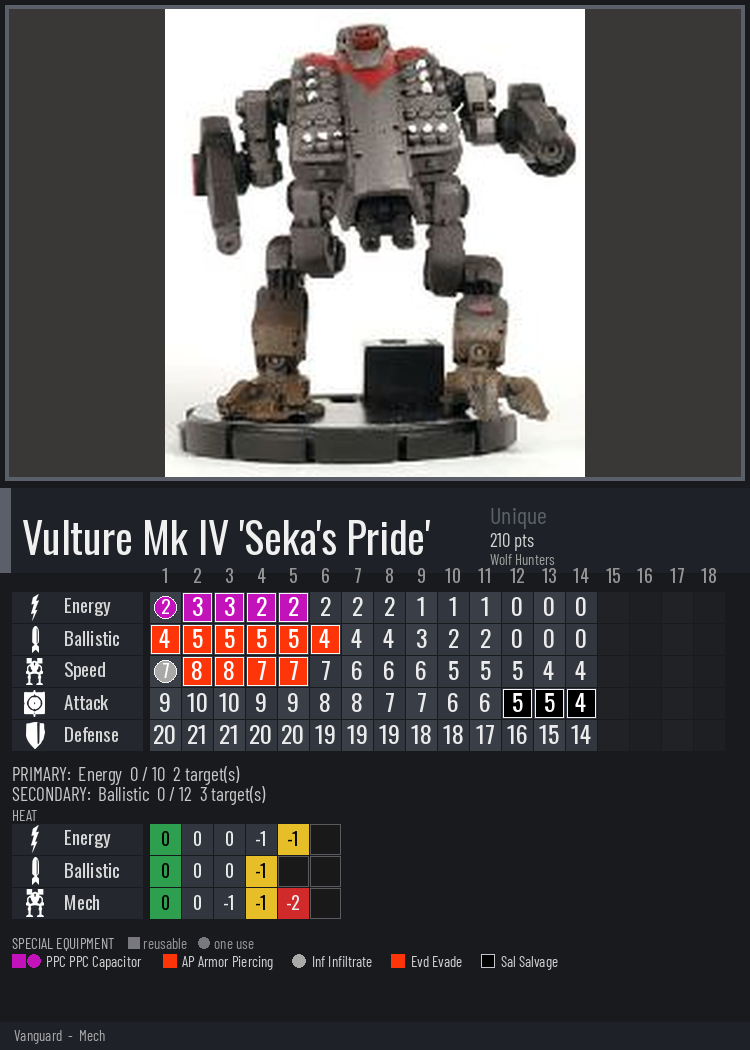 Vulture Mk IV 'Seka's Pride'
Unique
210 pts
Wolf Hunters
1 2 3 4 5 6 7 8 9 10 11 12 13 14 15 16 17 18
Energy 2 3 3 2 2 2 2 2 1 1 1 0 0 0
Ballistic 4 5 5 5 5 4 4 4 3 2 2 0 0 0
Speed 7 8 8 7 7 7 6 6 6 5 5 5 4 4
Attack 9 10 10 9 9 8 8 7 7 6 6 5 5 4
Defense 20 21 21 20 20 19 19 19 18 18 17 16 15 14
PRIMARY: Energy 0 / 10 2 target(s)
SECONDARY: Ballistic 0 / 12 3 target(s)
HEAT
Energy 0 0 0 -1 -1
Ballistic 0 0 0 -1
Mech 0 0 -1 -1 -2
SPECIAL EQUIPMENT reusable one use
PPC PPC Capacitor AP Armor Piercing Inf Infiltrate Evd Evade Sal Salvage
Vanguard - Mech